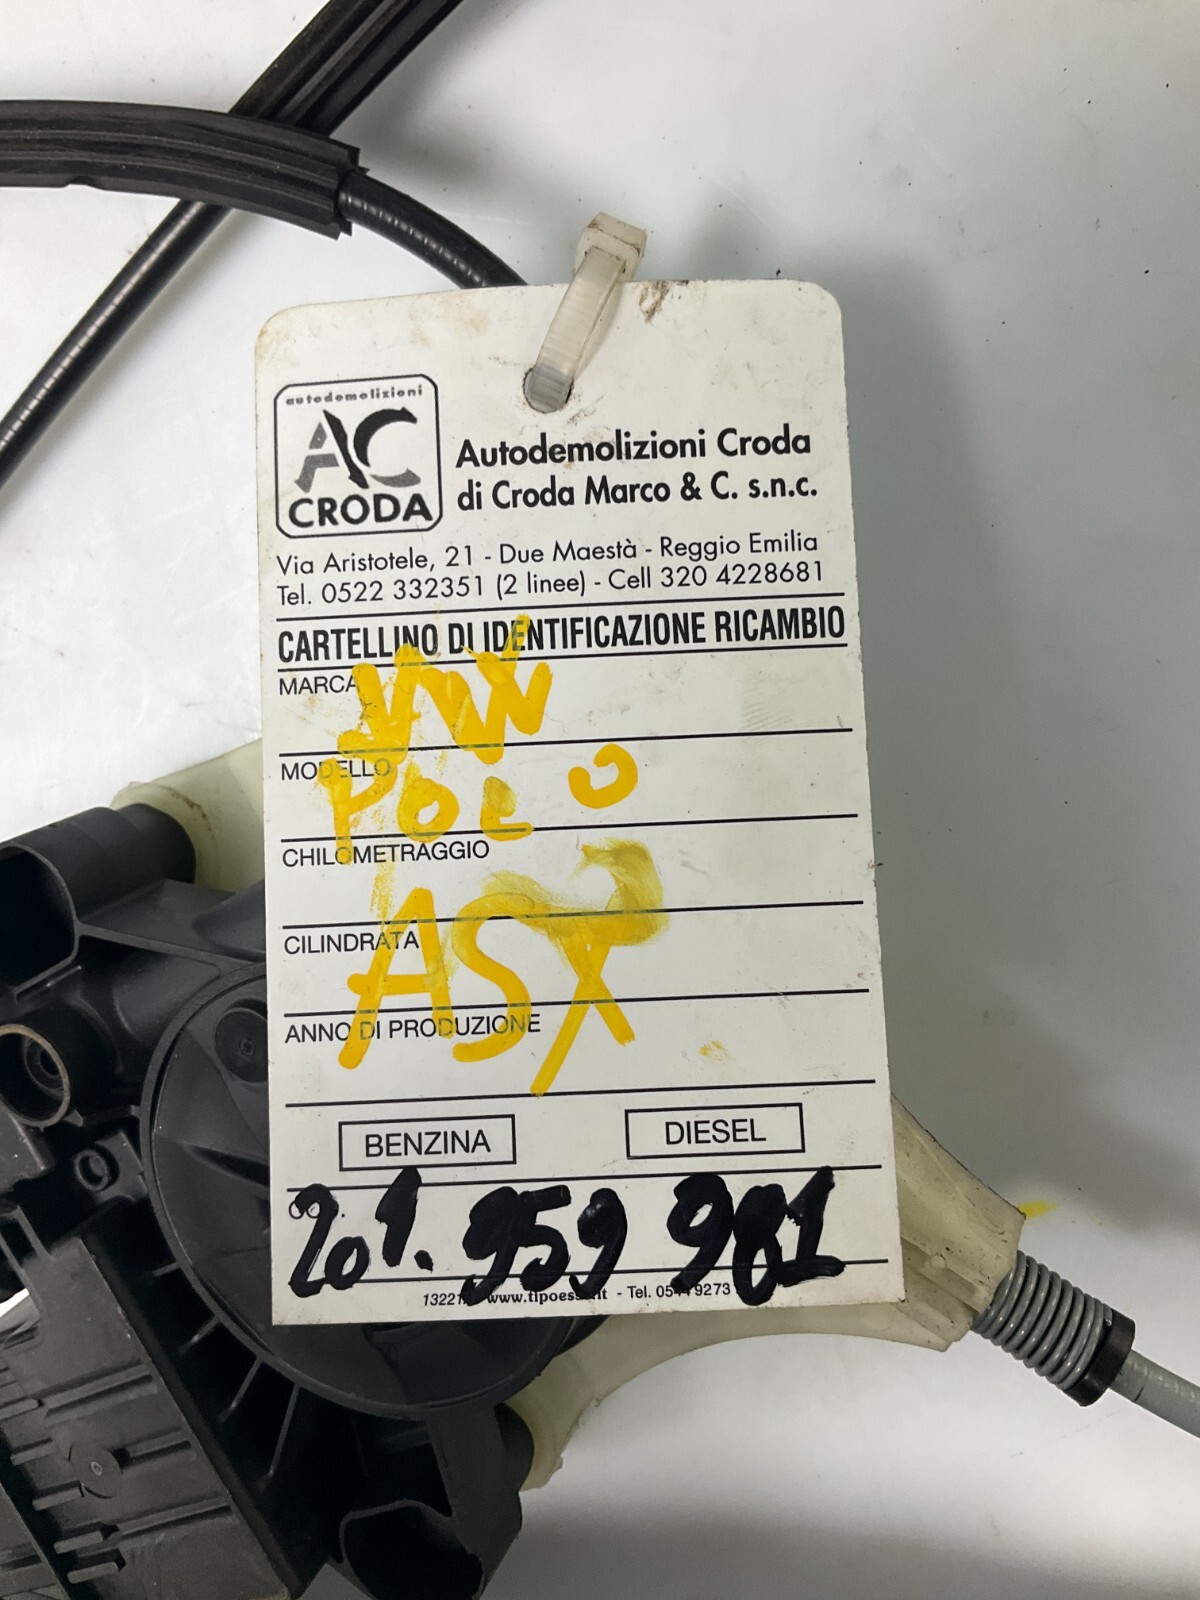 autodemolizioni
AC
CRODA
Autodemolizioni Croda
di Croda Marco & C. s.n.c.
Via Aristotele, 21 - Due Maestà - Reggio Emilia
Tel. 0522 332351 (2 linee) - Cell 320 4228681
CARTELLINO DI IDENTIFICAZIONE RICAMBIO
MARCA VW
MODELLO
POLO
CHILOMETRAGGIO
CILINDRATA
ASX
ANNO DI PRODUZIONE
BENZINA DIESEL
959
- Tel.